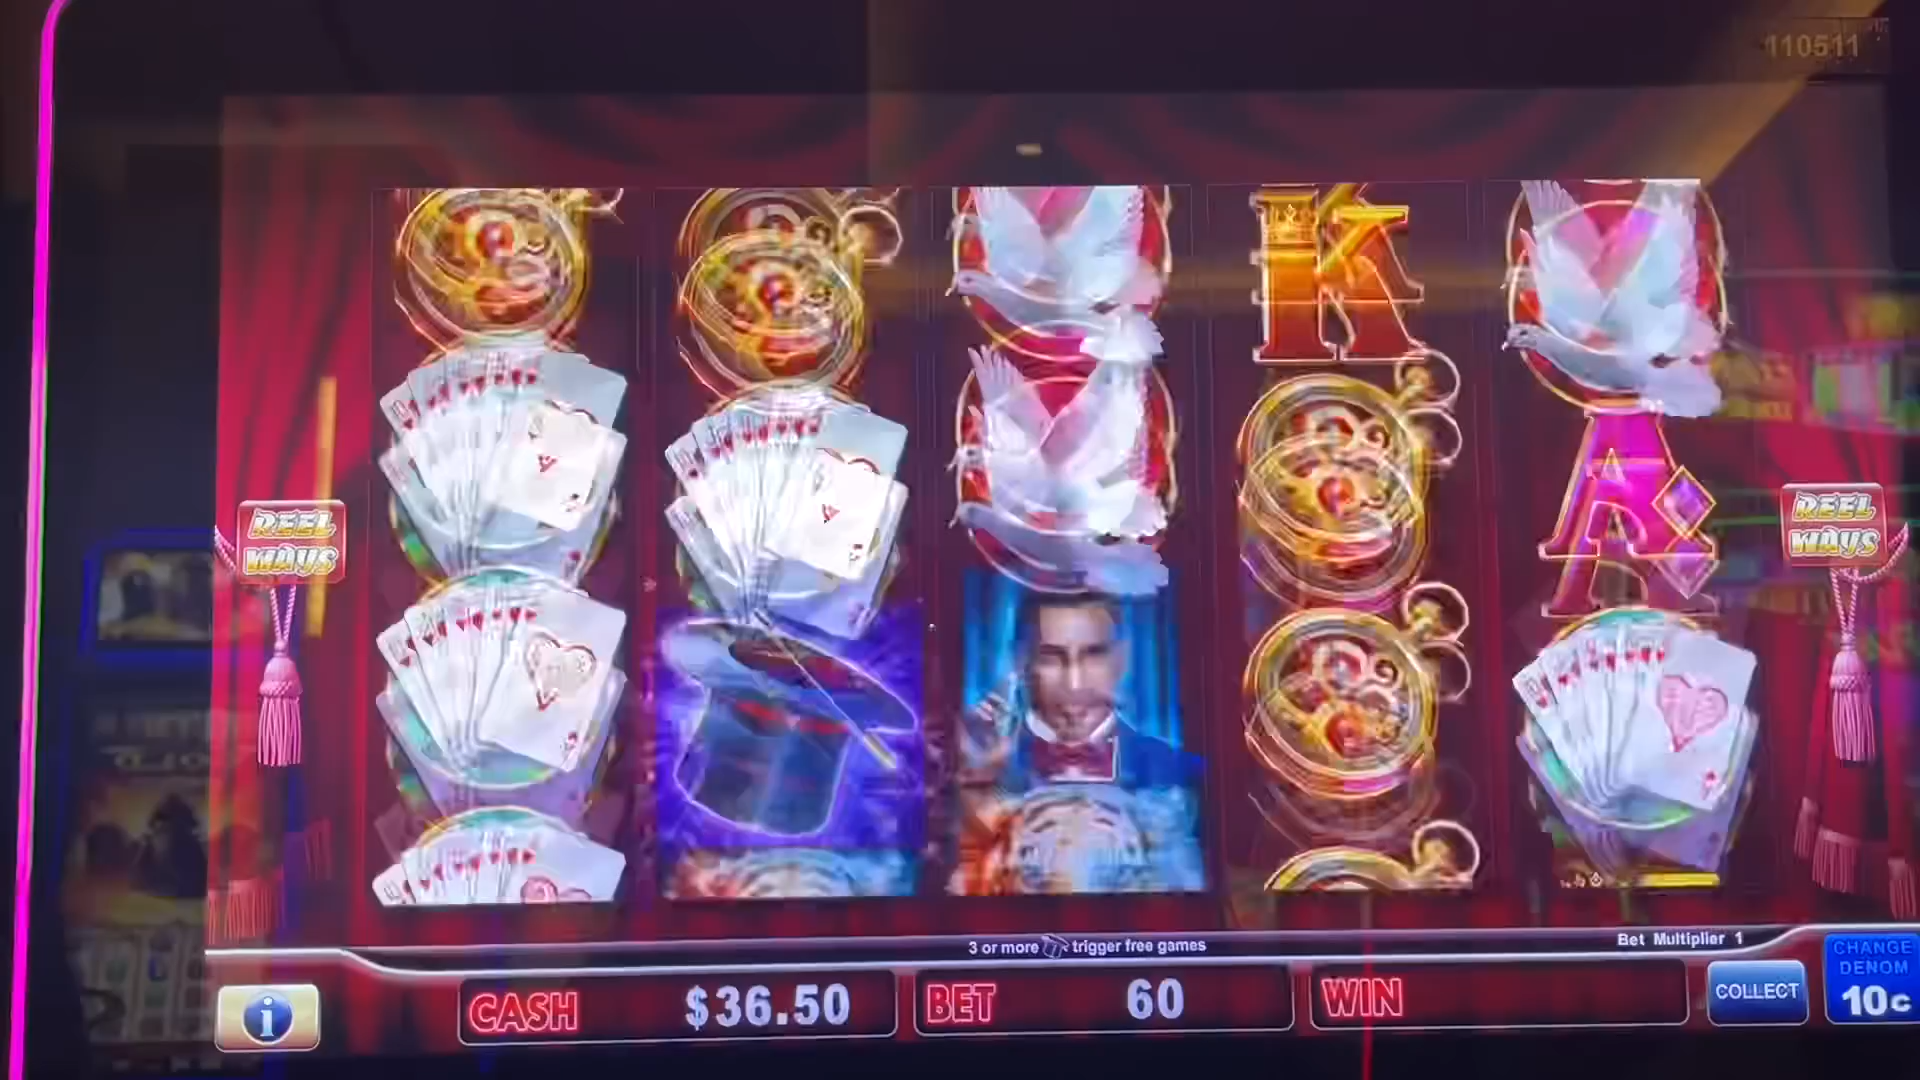 110511
K
A
REEL
WAYS
REEL
WAYS
3 or more trigger free games
Bet Multiplier 1
i
CASH $36.50
BET 60
WIN
COLLECT
CHANGE
DENOM
10c